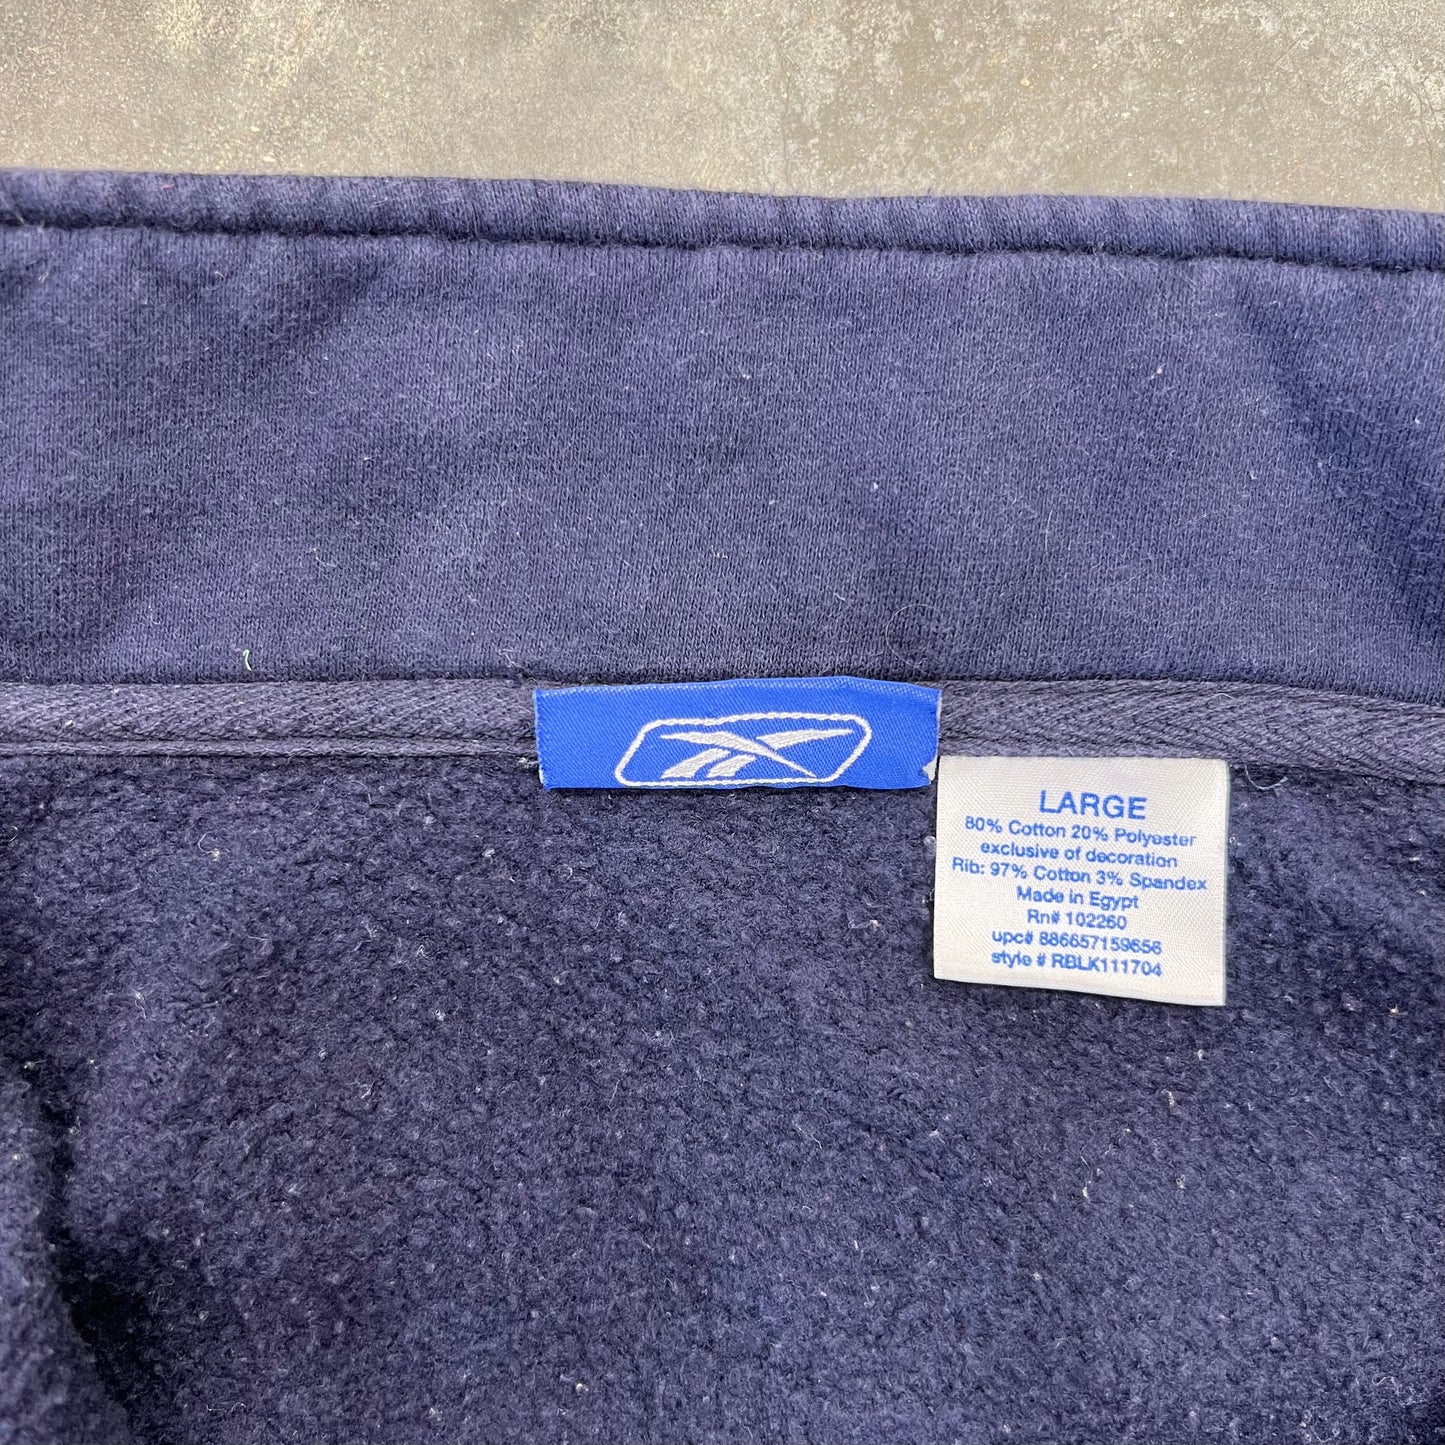 LARGE
80% Cotton 20% Polyester
exclusive of decoration
Rib: 97% Cotton 3% Spandex
Made in Egypt
Rn# 102260
upc# 886657159656
style # RBLK111704